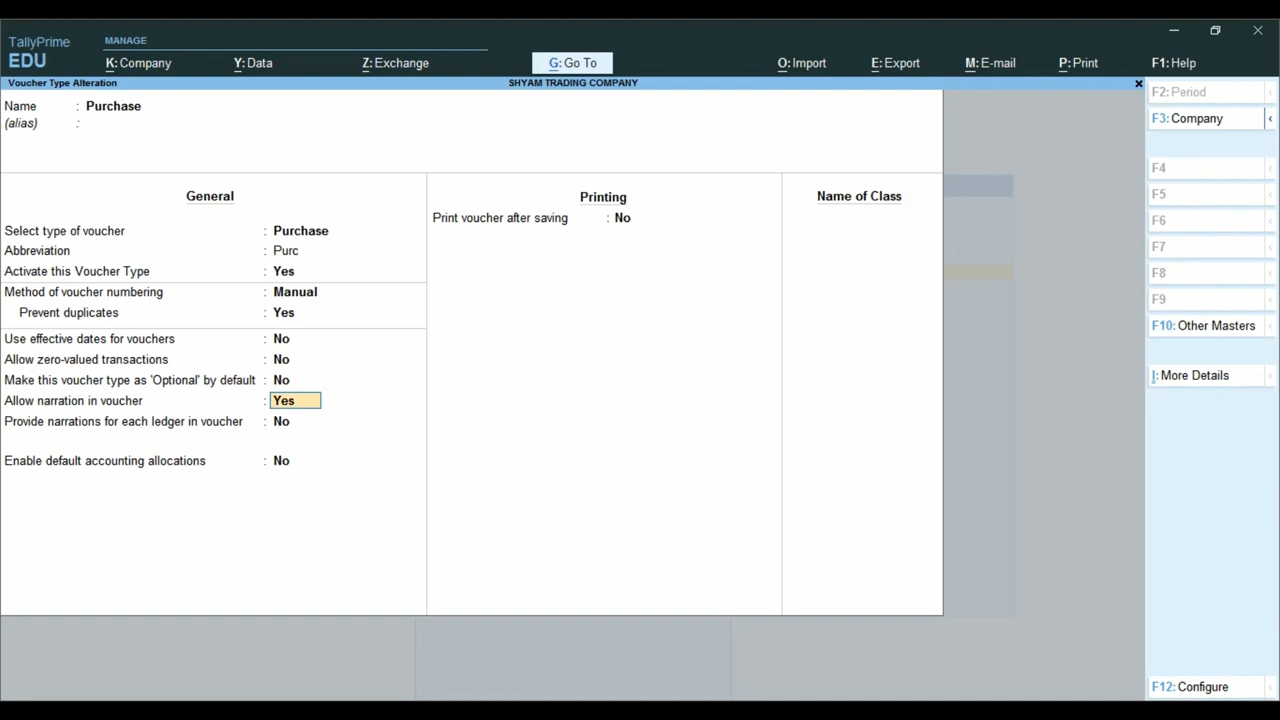 TallyPrime
EDU
MANAGE
K: Company
Y: Data
Z: Exchange
G: Go To
O: Import
E: Export
M: E-mail
P: Print
F1: Help
Voucher Type Alteration
SHYAM TRADING COMPANY
Name : Purchase
(alias) :
General
Select type of voucher : Purchase
Abbreviation : Purc
Activate this Voucher Type : Yes
Method of voucher numbering : Manual
Prevent duplicates : Yes
Use effective dates for vouchers : No
Allow zero-valued transactions : No
Make this voucher type as 'Optional' by default : No
Allow narration in voucher : Yes
Provide narrations for each ledger in voucher : No
Enable default accounting allocations : No
Printing
Print voucher after saving : No
Name of Class
F2: Period
F3: Company
F4
F5
F6
F7
F8
F9
F10: Other Masters
I: More Details
F12: Configure